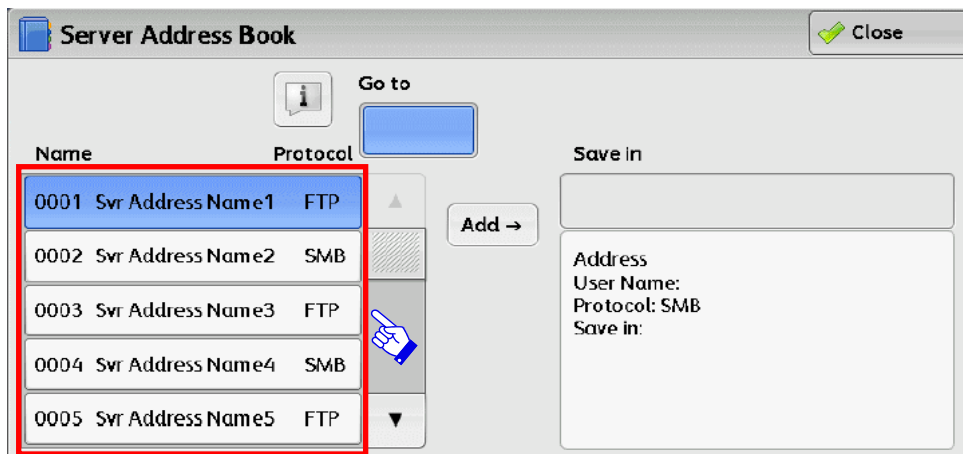 Server Address Book
Close
Go to
Name Protocol
Save in
0001 Svr Address Name1 FTP
0002 Svr Address Name2 SMB
0003 Svr Address Name3 FTP
0004 Svr Address Name4 SMB
0005 Svr Address Name5 FTP
Add →
Address
User Name:
Protocol: SMB
Save in: